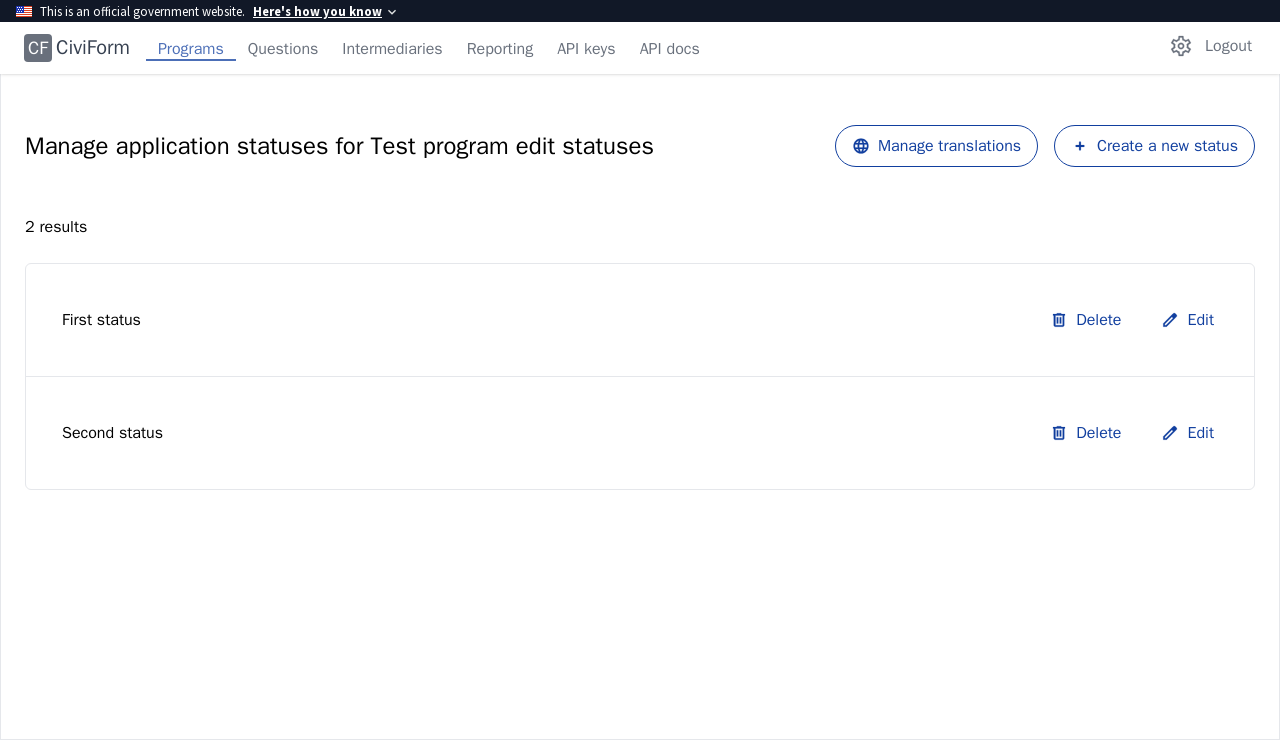 This is an official government website. Here's how you know
CF CiviForm Programs Questions Intermediaries Reporting API keys API docs Logout
Manage application statuses for Test program edit statuses Manage translations Create a new status
2 results
First status Delete Edit
Second status Delete Edit